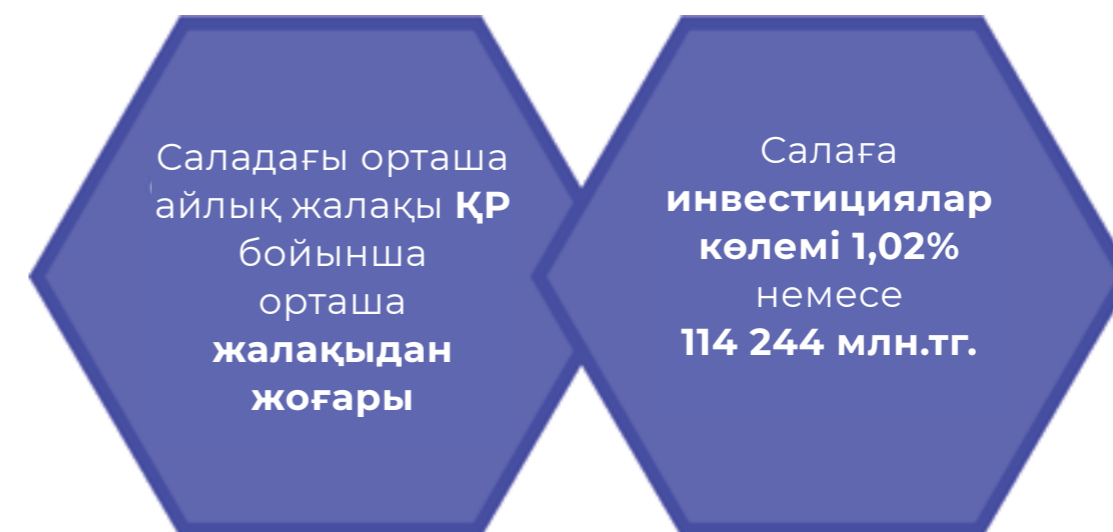 Саладағы орташа
айлық жалақы ҚР
бойынша
орташа
жалақыдан
жоғары
Салаға
инвестициялар
көлемі 1,02%
немесе
114 244 млн.тг.